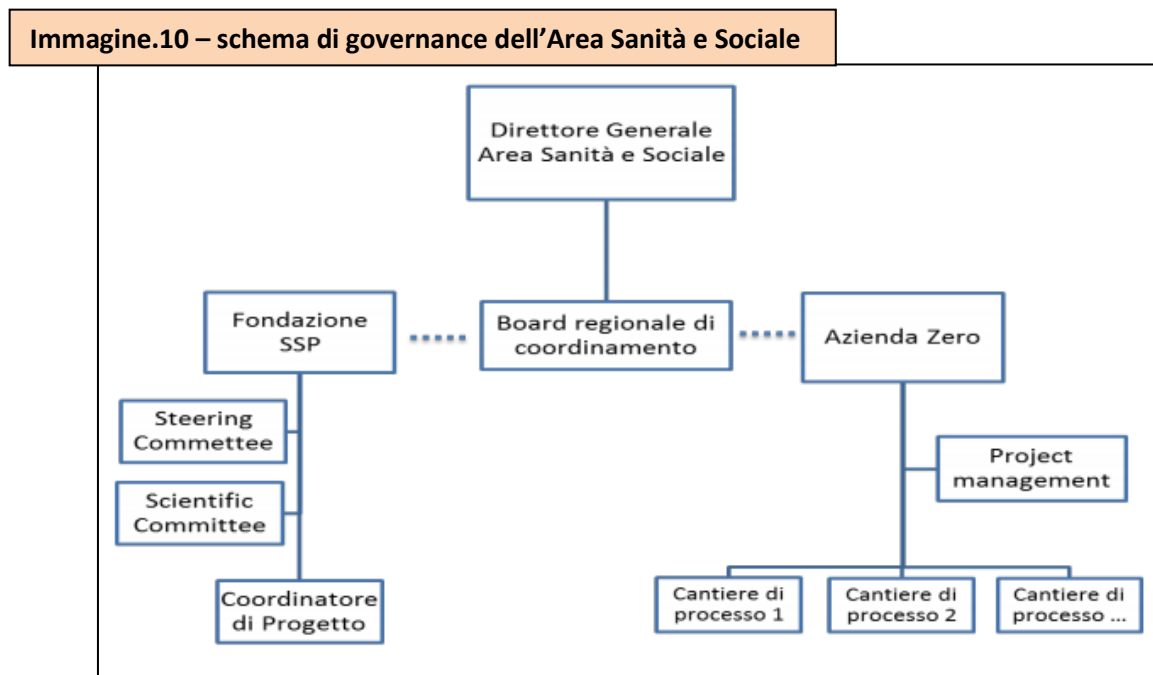 Immagine.10 – schema di governance dell'Area Sanità e Sociale
Direttore Generale
Area Sanità e Sociale
Fondazione
SSP
Board regionale di
coordinamento
Azienda Zero
Steering
Commettee
Scientific
Committee
Coordinatore
di Progetto
Project
management
Cantiere di
processo 1
Cantiere di
processo 2
Cantiere di
processo ...